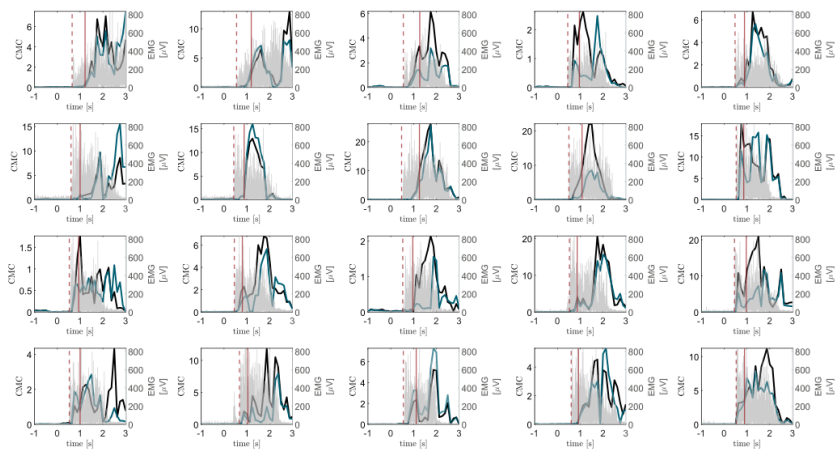 6 4 2 0 CMC 800 600 400 200 0 EMG [µV]
-1 0 1 2 3
time [s]
10 5 0 CMC 800 600 400 200 0 EMG [µV]
-1 0 1 2 3
time [s]
6 4 2 0 CMC 800 600 400 200 0 EMG [µV]
-1 0 1 2 3
time [s]
2 1 0 CMC 800 600 400 200 0 EMG [µV]
-1 0 1 2 3
time [s]
6 4 2 0 CMC 800 600 400 200 0 EMG [µV]
-1 0 1 2 3
time [s]
15 10 5 0 CMC 800 600 400 200 0 EMG [µV]
-1 0 1 2 3
time [s]
15 10 5 0 CMC 800 600 400 200 0 EMG [µV]
-1 0 1 2 3
time [s]
20 10 0 CMC 800 600 400 200 0 EMG [µV]
-1 0 1 2 3
time [s]
20 10 0 CMC 800 600 400 200 0 EMG [µV]
-1 0 1 2 3
time [s]
15 10 5 0 CMC 800 600 400 200 0 EMG [µV]
-1 0 1 2 3
time [s]
1.5 1 0.5 0 CMC 800 600 400 200 0 EMG [µV]
-1 0 1 2 3
time [s]
6 4 2 0 CMC 800 600 400 200 0 EMG [µV]
-1 0 1 2 3
time [s]
2 1 0 CMC 800 600 400 200 0 EMG [µV]
-1 0 1 2 3
time [s]
20 10 0 CMC 800 600 400 200 0 EMG [µV]
-1 0 1 2 3
time [s]
20 10 0 CMC 800 600 400 200 0 EMG [µV]
-1 0 1 2 3
time [s]
4 2 0 CMC 800 600 400 200 0 EMG [µV]
-1 0 1 2 3
time [s]
10 5 0 CMC 800 600 400 200 0 EMG [µV]
-1 0 1 2 3
time [s]
6 4 2 0 CMC 800 600 400 200 0 EMG [µV]
-1 0 1 2 3
time [s]
4 2 0 CMC 800 600 400 200 0 EMG [µV]
-1 0 1 2 3
time [s]
10 5 0 CMC 800 600 400 200 0 EMG [µV]
-1 0 1 2 3
time [s]